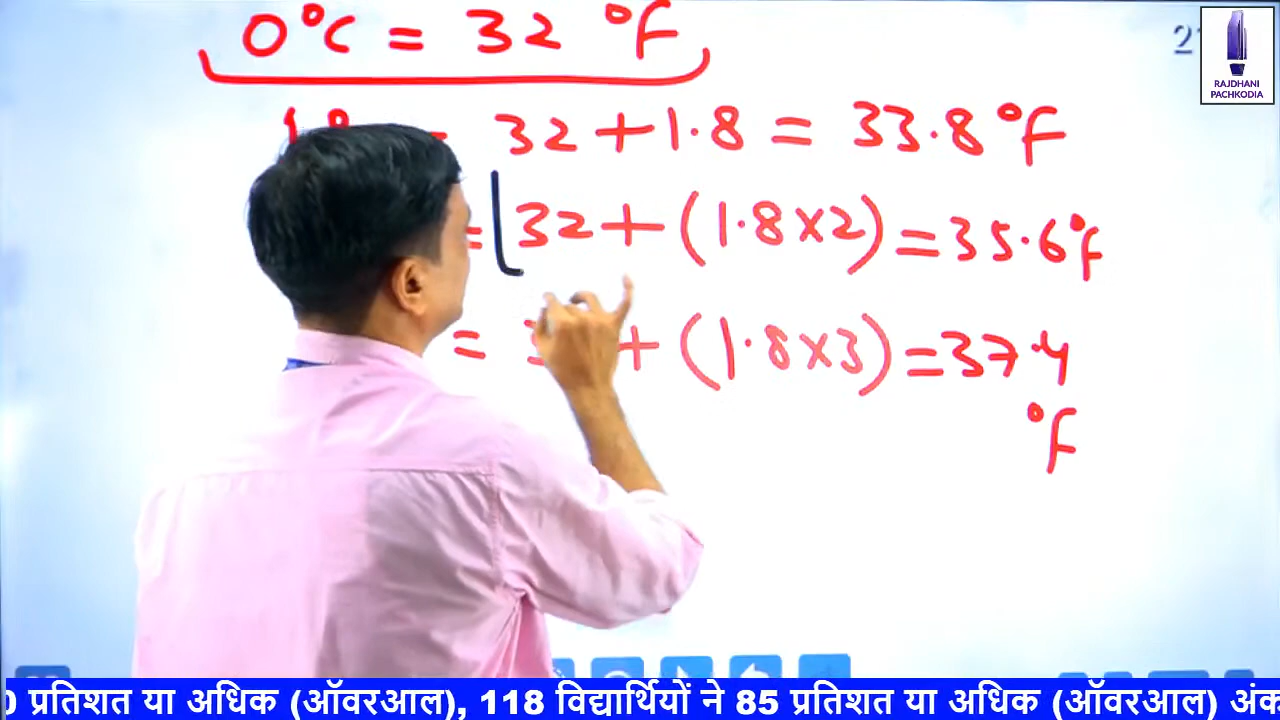 0°C = 32 °F
= 32 + 1.8 = 33.8 °F
= 32 + (1.8 x 2) = 35.6°F
= + (1.8 x 3) = 37.4
°F
RAJDHANI
PACHKODIA
प्रतिशत या अधिक (ऑवरआल), 118 विद्यार्थियों ने 85 प्रतिशत या अधिक (ऑवरआल) अंक